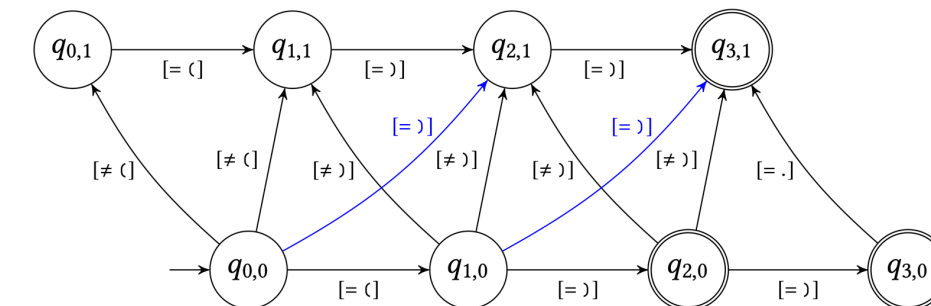 q0,1 q1,1 q2,1 q3,1
[= (] [= )] [= )]
[= )] [= )]
[≠ (] [≠ (] [≠ )] [≠ )] [≠ )] [≠ )] [= .]
q0,0 q1,0 q2,0 q3,0
[= (] [= )] [= )]